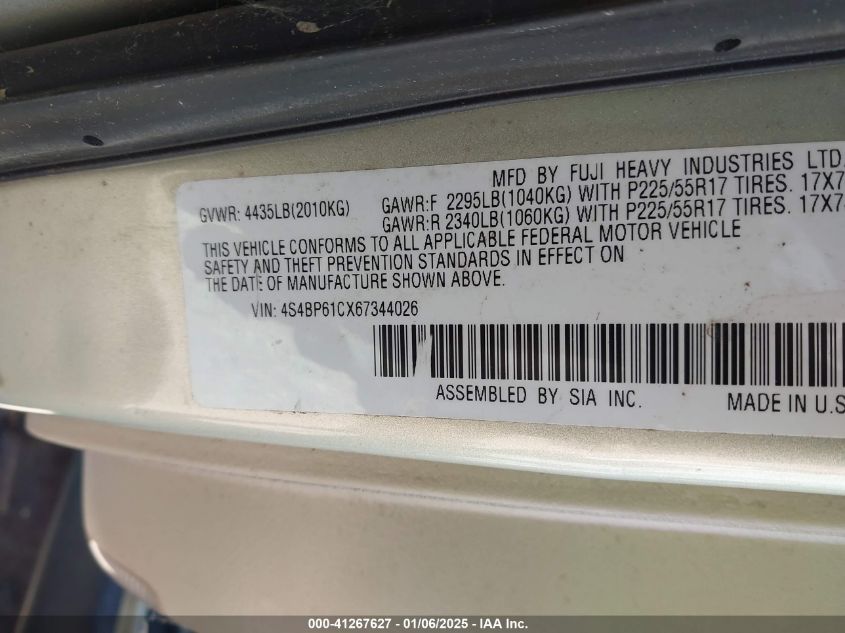 MFD BY FUJI HEAVY INDUSTRIES LTD.
GVWR: 4435LB(2010KG) GAWR:F 2295LB(1040KG) WITH P225/55R17 TIRES. 17X7
GAWR:R 2340LB(1060KG) WITH P225/55R17 TIRES. 17X7
THIS VEHICLE CONFORMS TO ALL APPLICABLE FEDERAL MOTOR VEHICLE
SAFETY AND THEFT PREVENTION STANDARDS IN EFFECT ON
THE DATE OF MANUFACTURE SHOWN ABOVE.
VIN: 4S4BP61CX67344026
ASSEMBLED BY SIA INC. MADE IN U.S
000-41267627 - 01/06/2025 - IAA Inc.